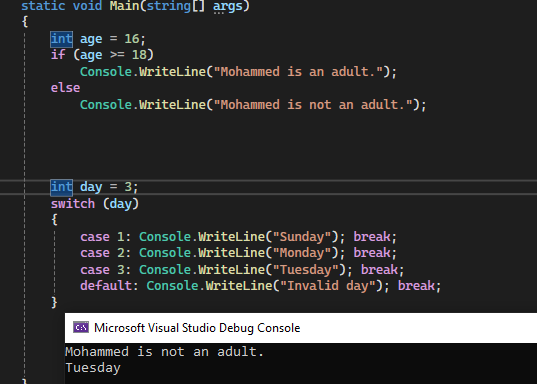 static void Main(string[] args)
{
int age = 16;
if (age >= 18)
Console.WriteLine("Mohammed is an adult.");
else
Console.WriteLine("Mohammed is not an adult.");
int day = 3;
switch (day)
{
case 1: Console.WriteLine("Sunday"); break;
case 2: Console.WriteLine("Monday"); break;
case 3: Console.WriteLine("Tuesday"); break;
default: Console.WriteLine("Invalid day"); break;
}
Microsoft Visual Studio Debug Console
Mohammed is not an adult.
Tuesday
}